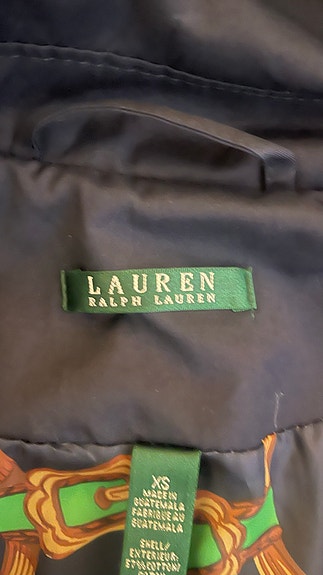 LAUREN
RALPH LAUREN
XS
MADE IN
GUATEMALA
FABRIQUÉ AU
GUATEMALA
SHELL/
EXTERIEUR: